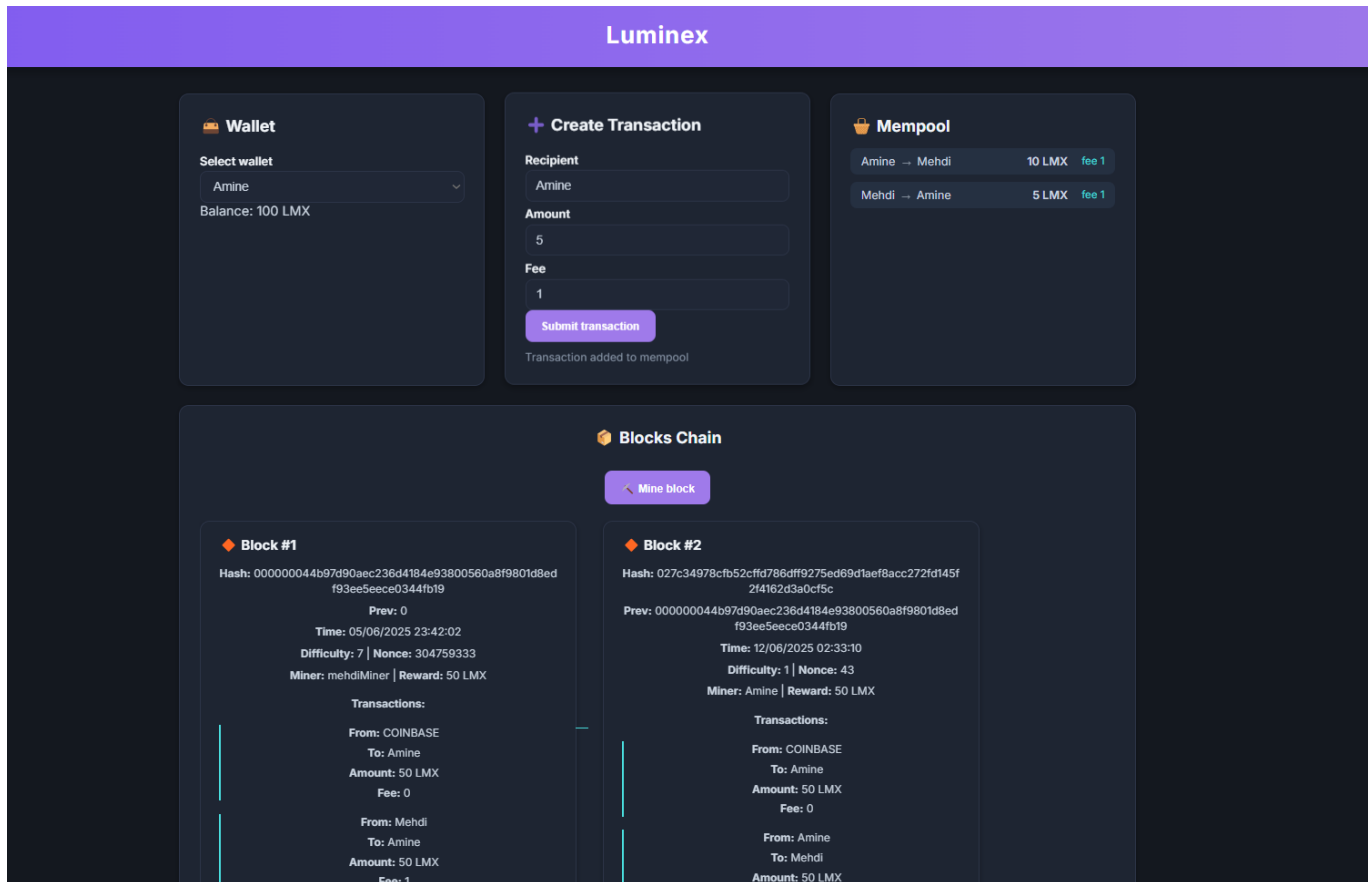 Luminex
Wallet
Select wallet
Amine
Balance: 100 LMX
Create Transaction
Recipient
Amine
Amount
5
Fee
1
Submit transaction
Transaction added to mempool
Mempool
Amine → Mehdi 10 LMX fee 1
Mehdi → Amine 5 LMX fee 1
Blocks Chain
Mine block
Block #1
Hash: 000000044b97d90aec236d4184e93800560a8f9801d8ed
f93ee5eece0344fb19
Prev: 0
Time: 05/06/2025 23:42:02
Difficulty: 7 | Nonce: 304759333
Miner: mehdiMiner | Reward: 50 LMX
Transactions:
From: COINBASE
To: Amine
Amount: 50 LMX
Fee: 0
From: Mehdi
To: Amine
Amount: 50 LMX
Fee: 1
Block #2
Hash: 027c34978cfb52cffd786dff9275ed69d1aef8acc272fd145f
2f4162d3a0cf5c
Prev: 000000044b97d90aec236d4184e93800560a8f9801d8ed
f93ee5eece0344fb19
Time: 12/06/2025 02:33:10
Difficulty: 1 | Nonce: 43
Miner: Amine | Reward: 50 LMX
Transactions:
From: COINBASE
To: Amine
Amount: 50 LMX
Fee: 0
From: Amine
To: Mehdi
Amount: 50 LMX